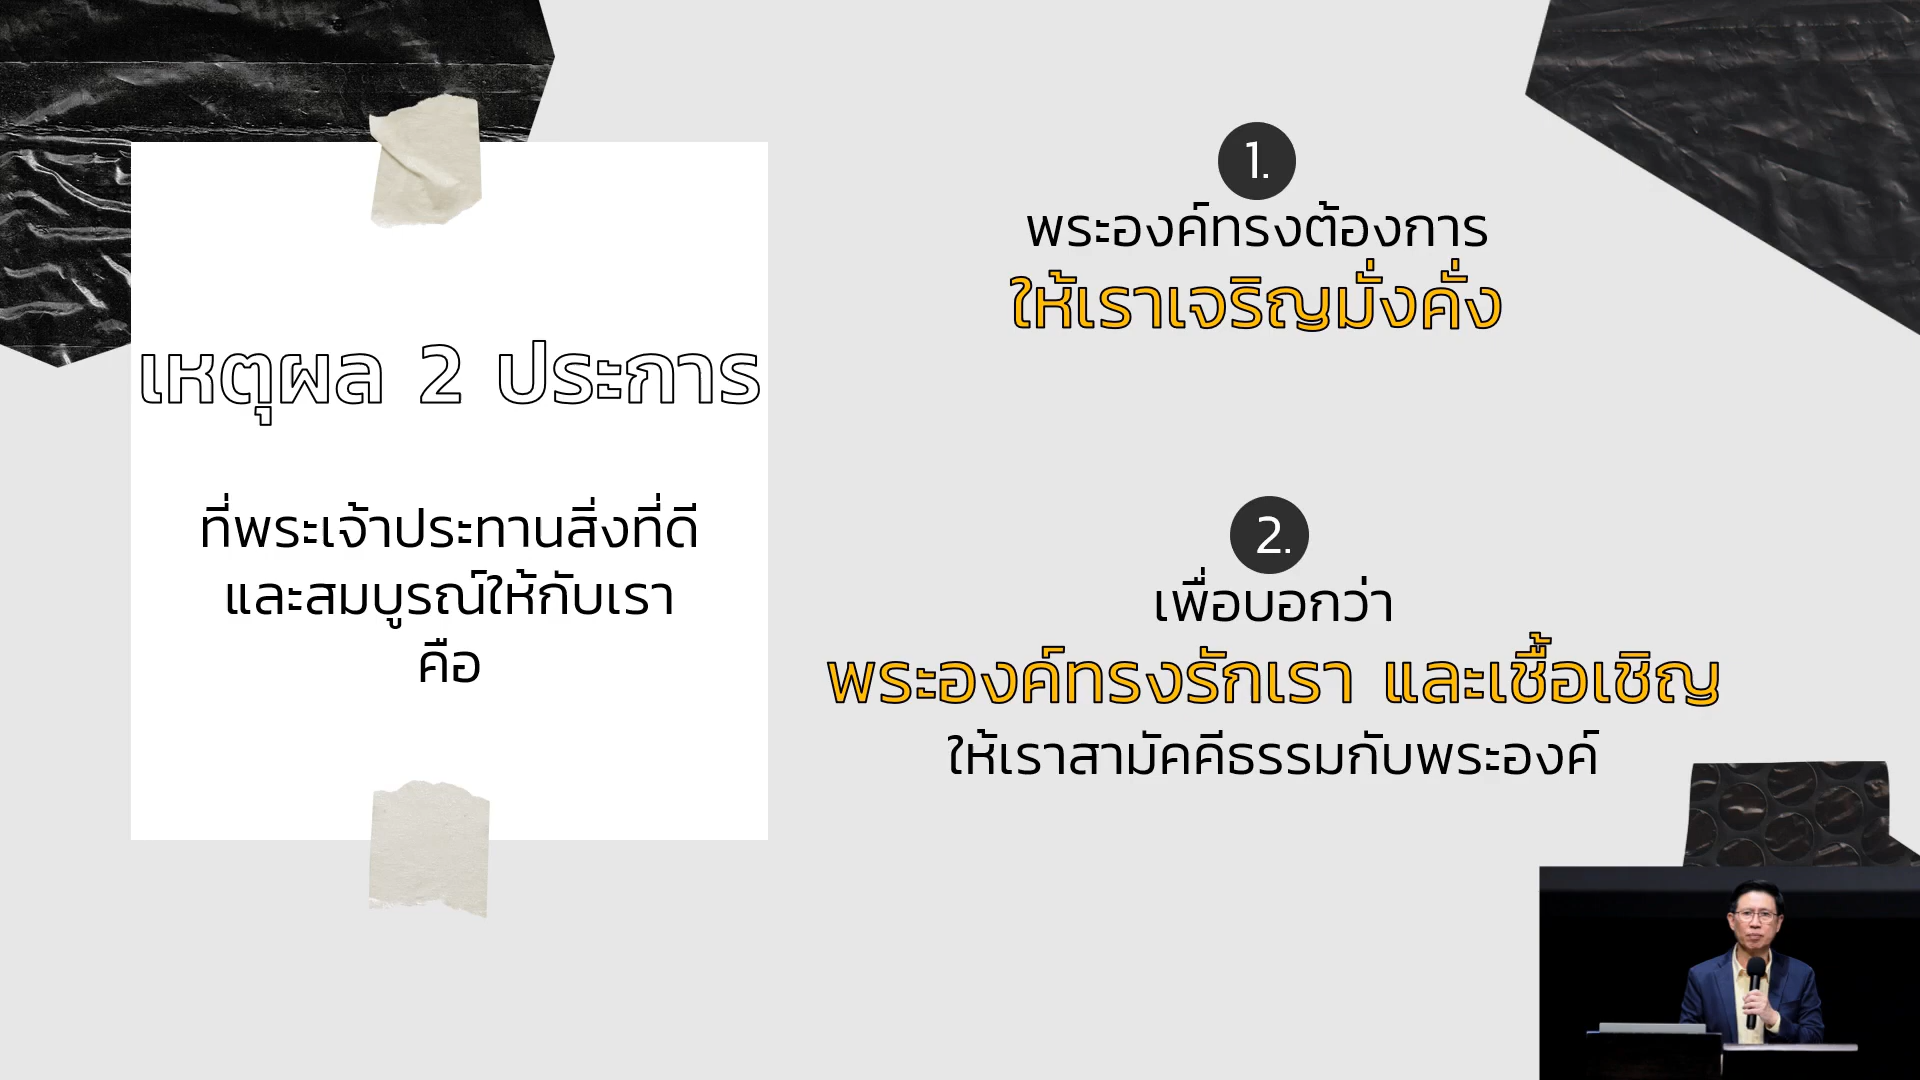 เหตุผล 2 ประการ
ที่พระเจ้าประทานสิ่งที่ดี
และสมบูรณ์ให้กับเรา
คือ
1.
พระองค์ทรงต้องการ
ให้เราเจริญมั่งคั่ง
2.
เพื่อบอกว่า
พระองค์ทรงรักเรา และเชื้อเชิญ
ให้เราสามัคคีธรรมกับพระองค์